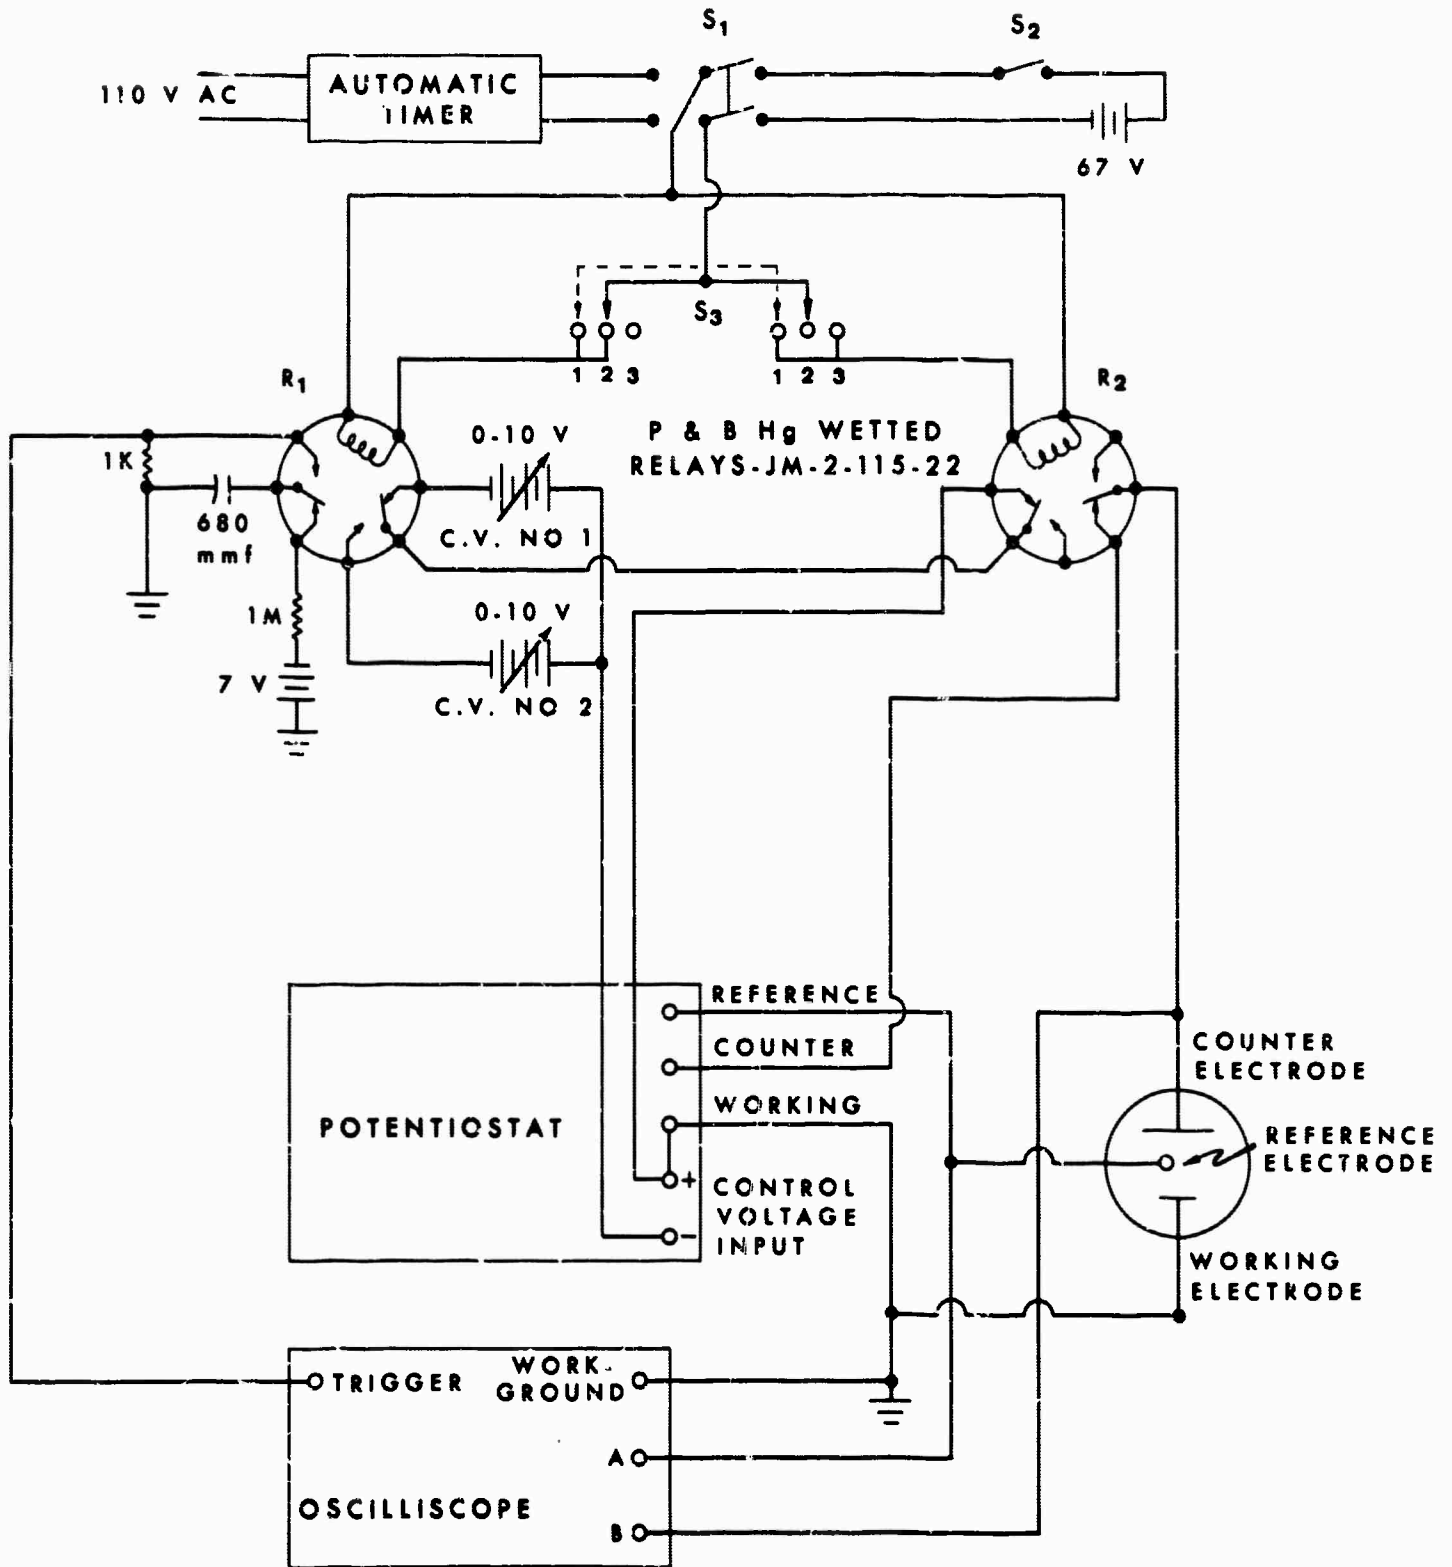 S1
S2
110 V AC
AUTOMATIC
TIMER
67 V
S3
1 2 3
1 2 3
R1
R2
P & B Hg WETTED
RELAYS-JM-2-115-22
0-10 V
1K
680
mmf
C.V. NO 1
1M
0-10 V
7 V
C.V. NO 2
REFERENCE
COUNTER
WORKING
POTENTIOSTAT
+
CONTROL
VOLTAGE
INPUT
-
COUNTER
ELECTRODE
REFERENCE
ELECTRODE
WORKING
ELECTRODE
TRIGGER
WORK-
GROUND
A
OSCILLISCOPE
B